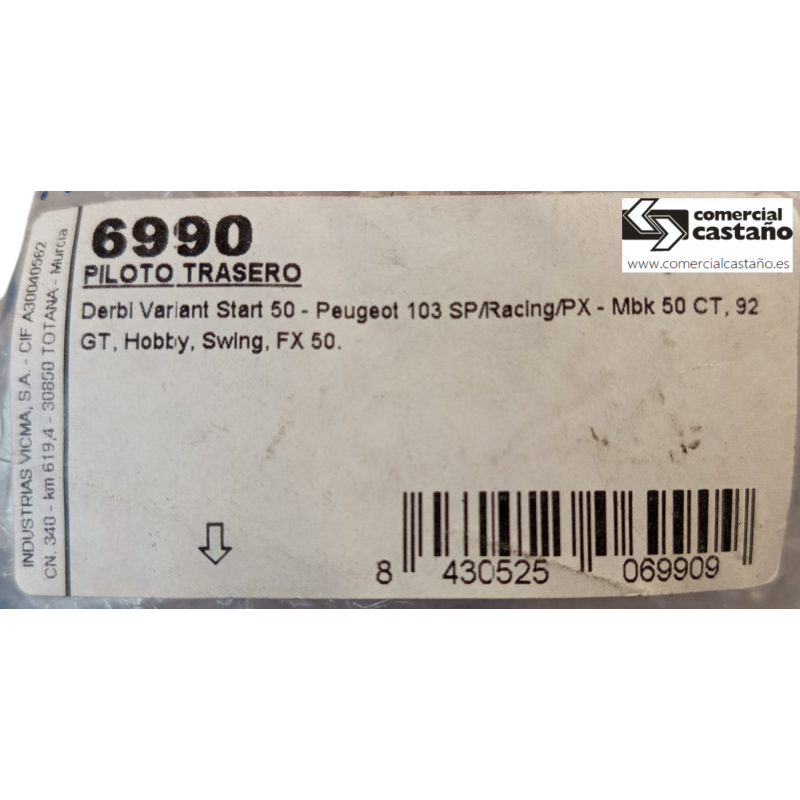 INDUSTRIAS VICMA, S.A. - CIF A30040562
CN. 340 - km 619,4 - 30850 TOTANA - Murcia
6990
PILOTO TRASERO
Derbi Variant Start 50 - Peugeot 103 SP/Racing/PX - Mbk 50 CT, 92
GT, Hobby, Swing, FX 50.
8 430525 069909
comercial
castaño
www.comercialcastaño.es